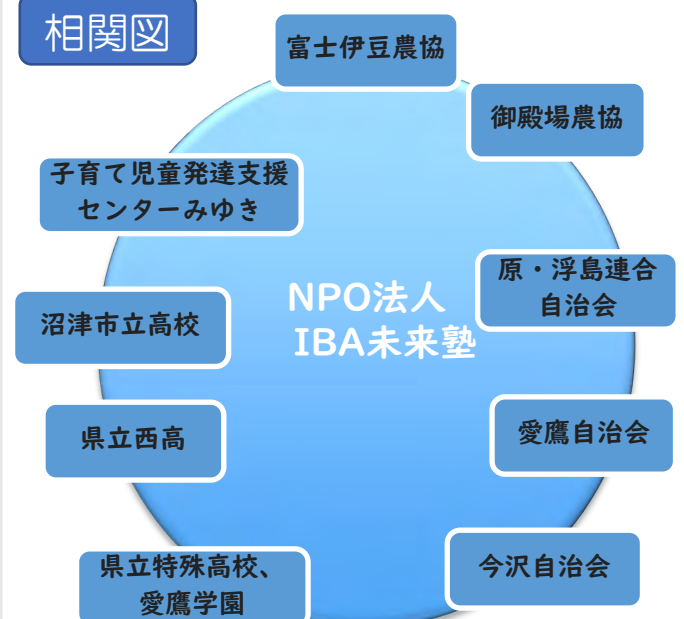 相関図
富士伊豆農協
御殿場農協
子育て児童発達支援
センターみゆき
原・浮島連合
自治会
NPO法人
IBA未来塾
沼津市立高校
愛鷹自治会
県立西高
今沢自治会
県立特殊高校、
愛鷹学園